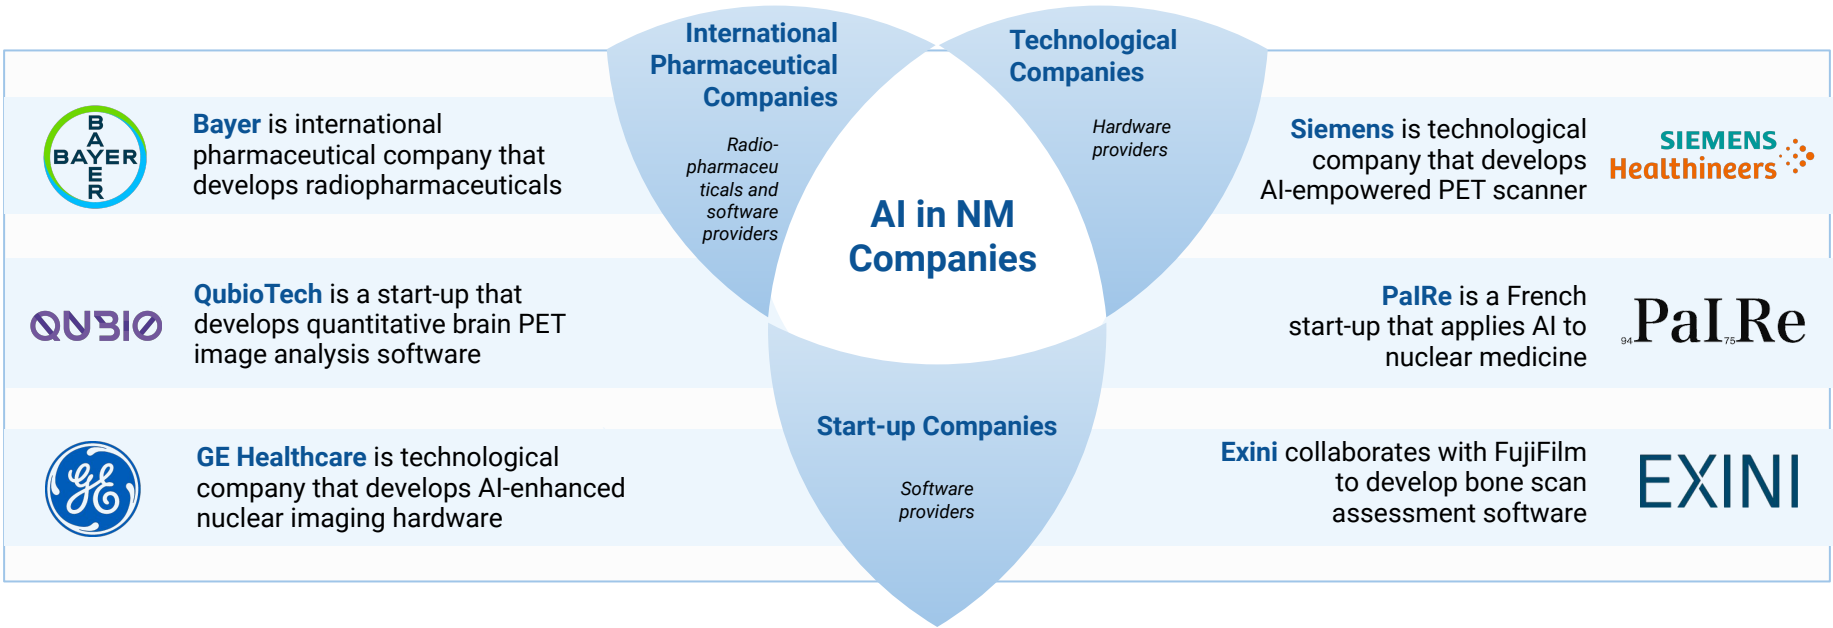 International
Pharmaceutical
Companies
Radio-
pharmaceu
ticals and
software
providers
Technological
Companies
Hardware
providers
AI in NM
Companies
Start-up Companies
Software
providers
B
A
BAYER
E
R
Bayer is international
pharmaceutical company that
develops radiopharmaceuticals
QUBIO
QubioTech is a start-up that
develops quantitative brain PET
image analysis software
GE
GE Healthcare is technological
company that develops AI-enhanced
nuclear imaging hardware
Siemens is technological
company that develops
AI-empowered PET scanner
SIEMENS
Healthineers
PaIRe is a French
start-up that applies AI to
nuclear medicine
94PaI75Re
Exini collaborates with FujiFilm
to develop bone scan
assessment software
EXINI